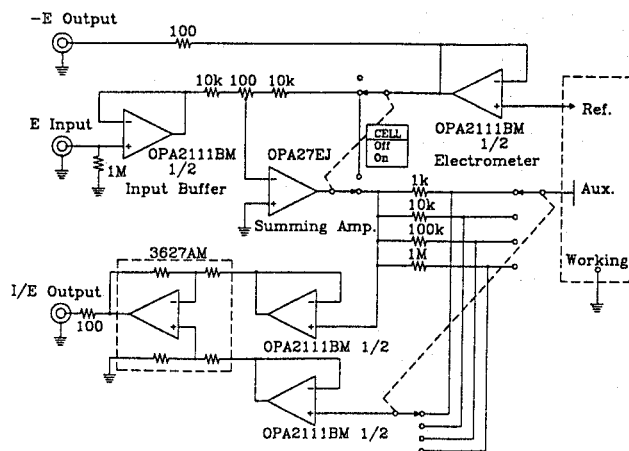 -E Output
100
10k
100
10k
E Input
1M
OPA2111BM
1/2
Input Buffer
OPA27EJ
Summing Amp.
CELL
Off
On
OPA2111BM
1/2
Electrometer
Ref.
Aux.
Working
1k
10k
100k
1M
3627AM
I/E Output
100
OPA2111BM 1/2
OPA2111BM 1/2